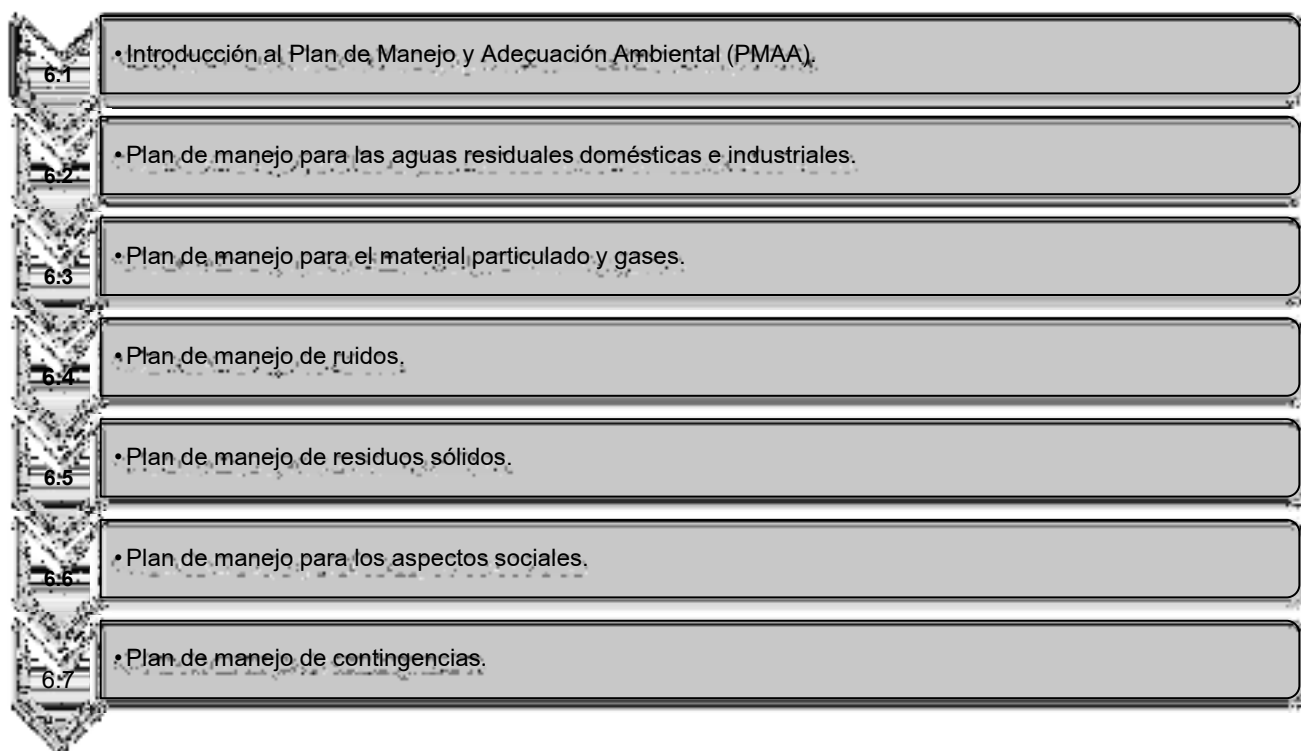 6.1
• Introducción al Plan de Manejo y Adecuación Ambiental (PMAA).
6.2
• Plan de manejo para las aguas residuales domésticas e industriales.
6.3
• Plan de manejo para el material particulado y gases.
6.4
• Plan de manejo de ruidos.
6.5
• Plan de manejo de residuos sólidos.
6.6
• Plan de manejo para los aspectos sociales.
6.7
• Plan de manejo de contingencias.